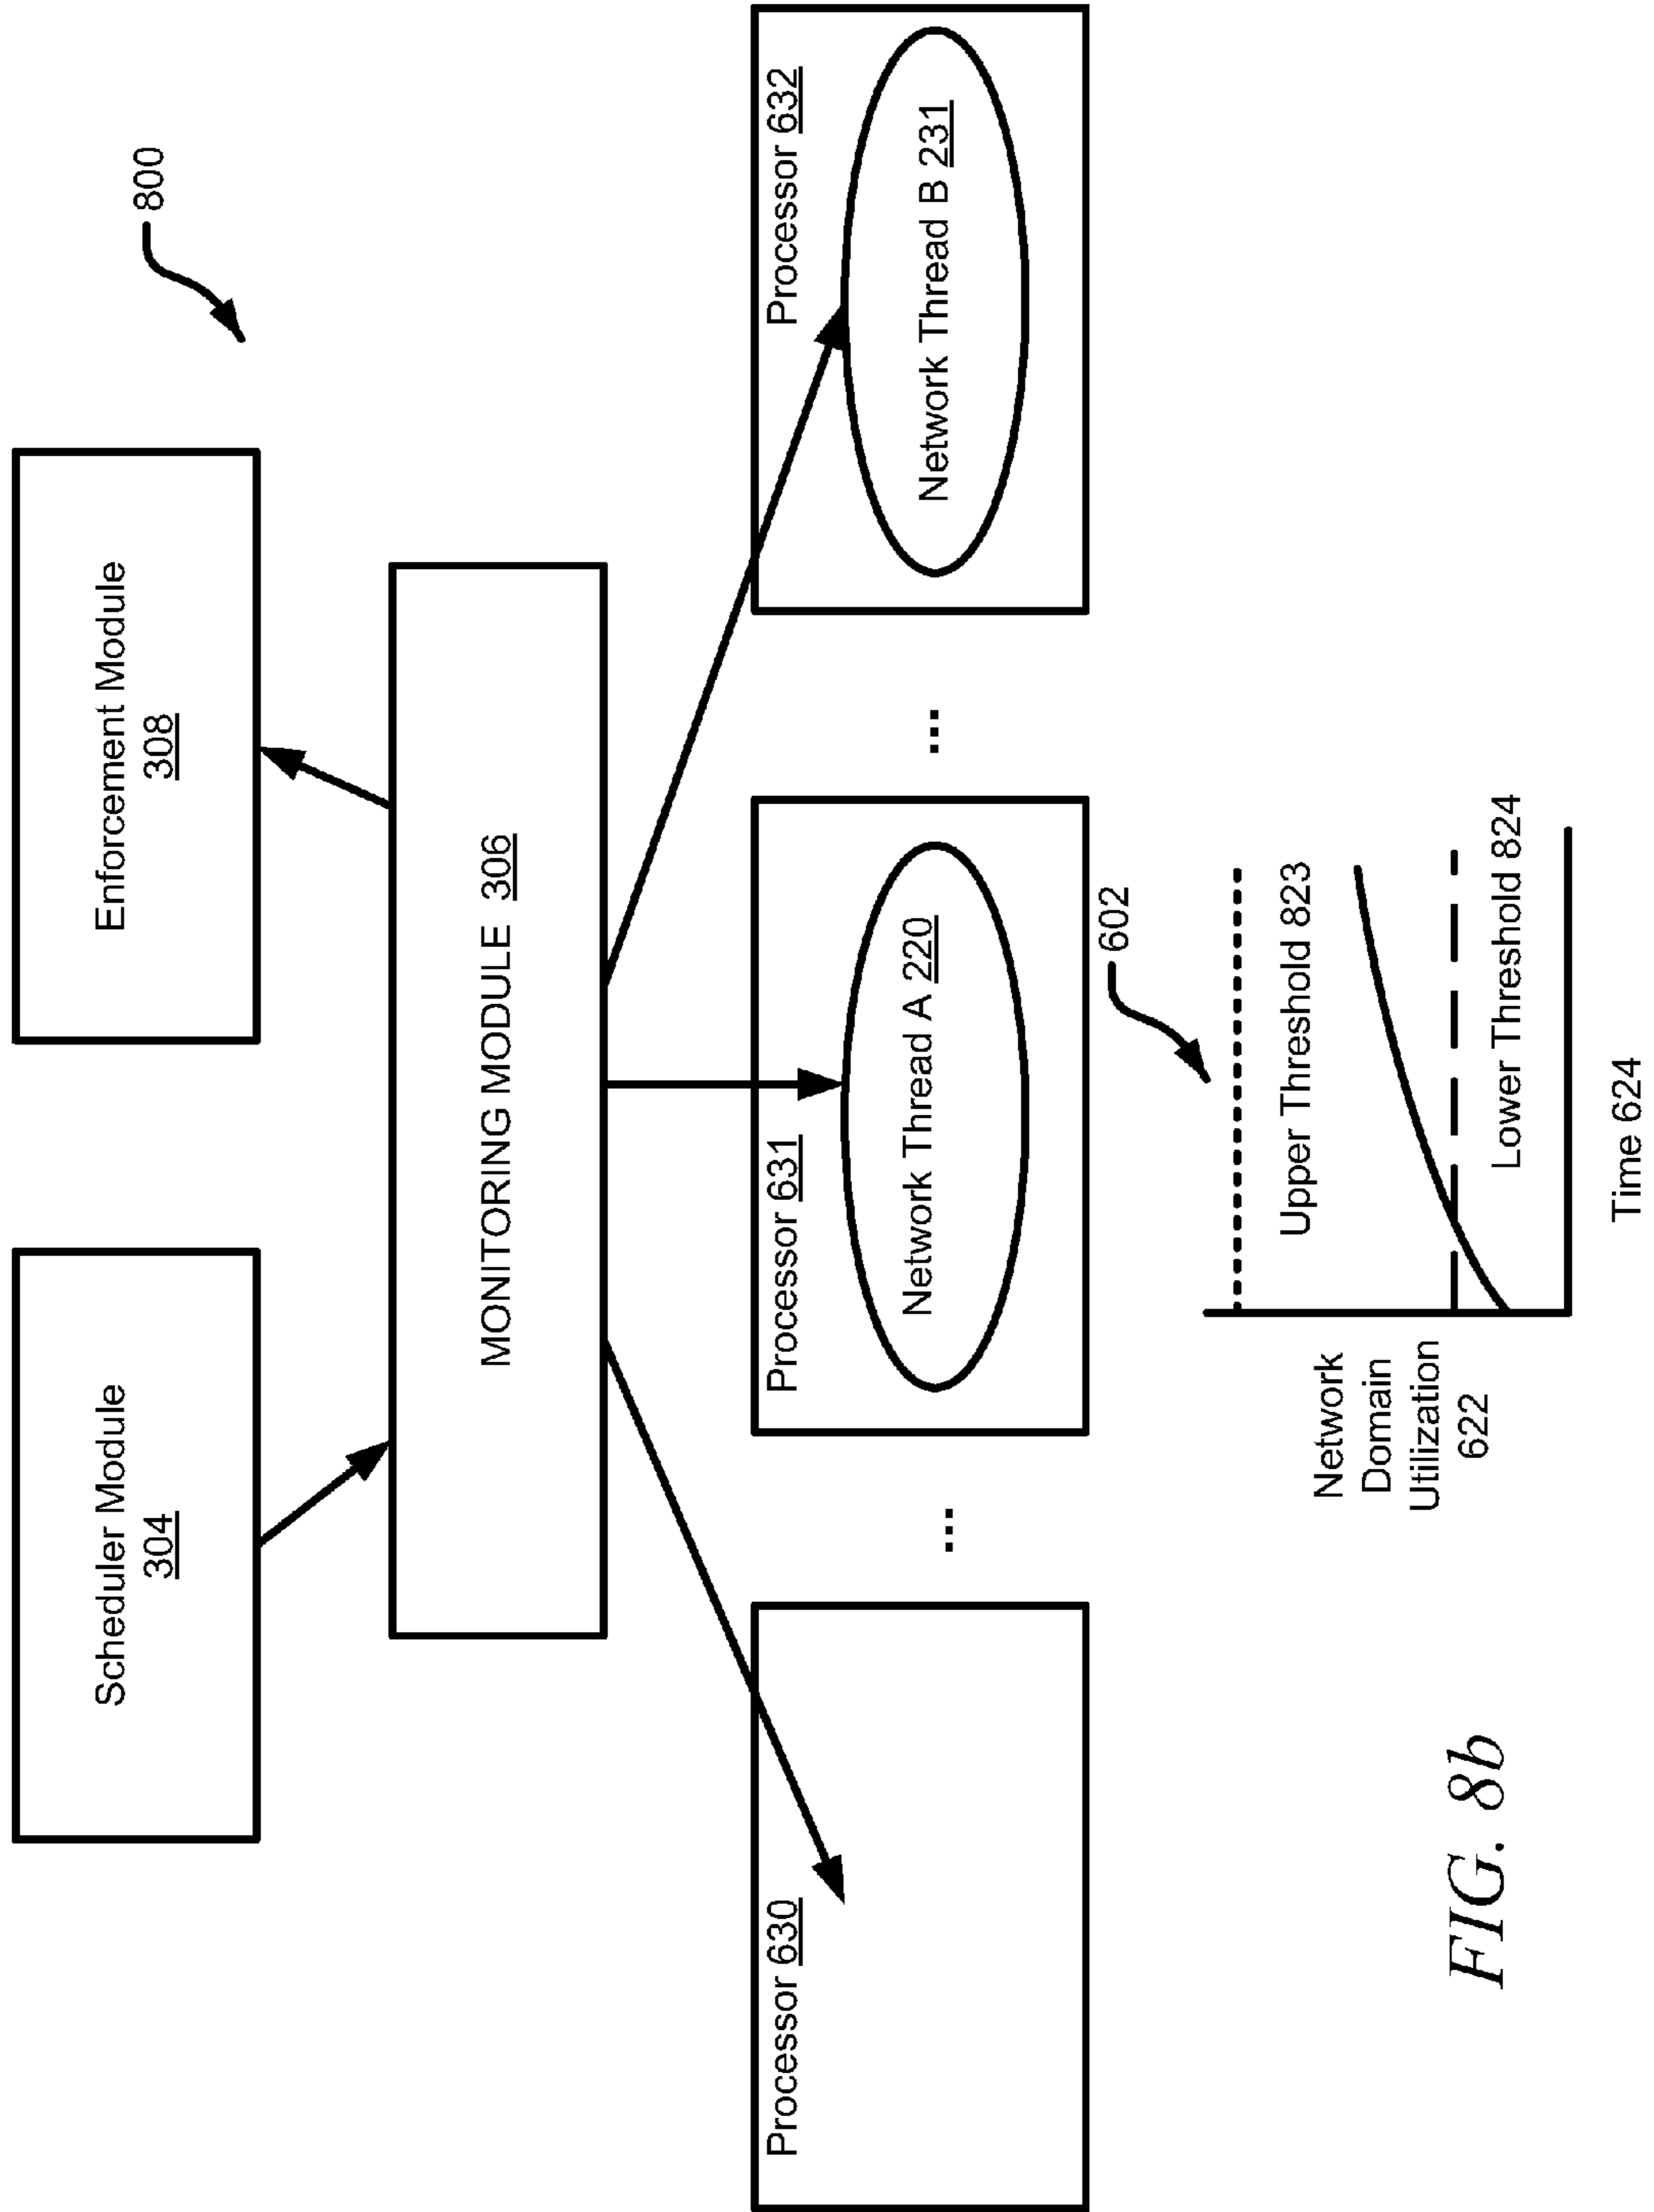 800
Scheduler Module
304
Enforcement Module
308
MONITORING MODULE 306
Processor 630
...
Processor 631
Network Thread A 220
...
Processor 632
Network Thread B 231
602
Network
Domain
Utilization
622
Upper Threshold 823
Lower Threshold 824
Time 624
FIG. 8b